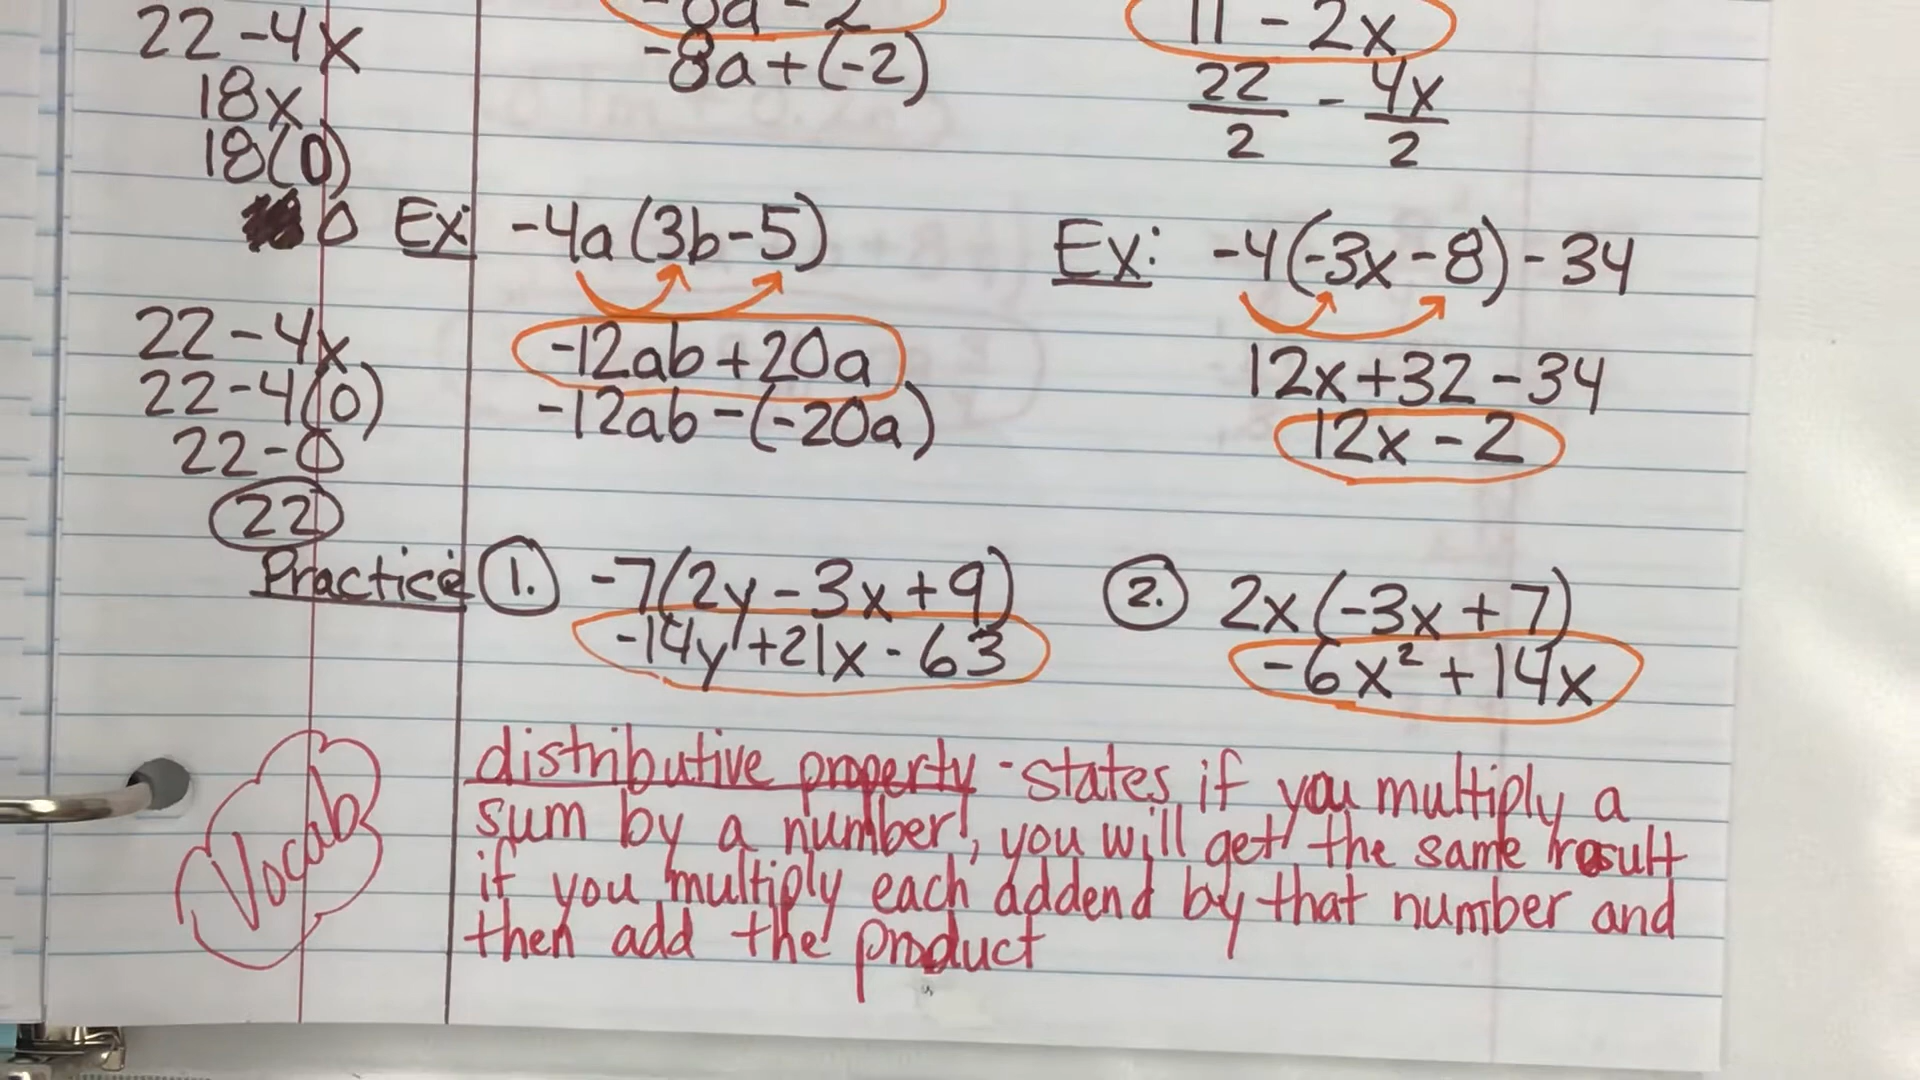 22-4x
18x
18(0)
0
22-4x
22-4(0)
22-0
22
-8a-2
-8a+(-2)
11-2x
22/2 - 4x/2
Ex: -4a(3b-5)
-12ab+20a
-12ab-(-20a)
Ex: -4(-3x-8)-34
12x+32-34
12x-2
Practice: 1. -7(2y-3x+9)
-14y+21x-63
2. 2x(-3x+7)
-6x²+14x
Vocab
distributive property - states if you multiply a
sum by a number, you will get the same result
if you multiply each addend by that number and
then add the product